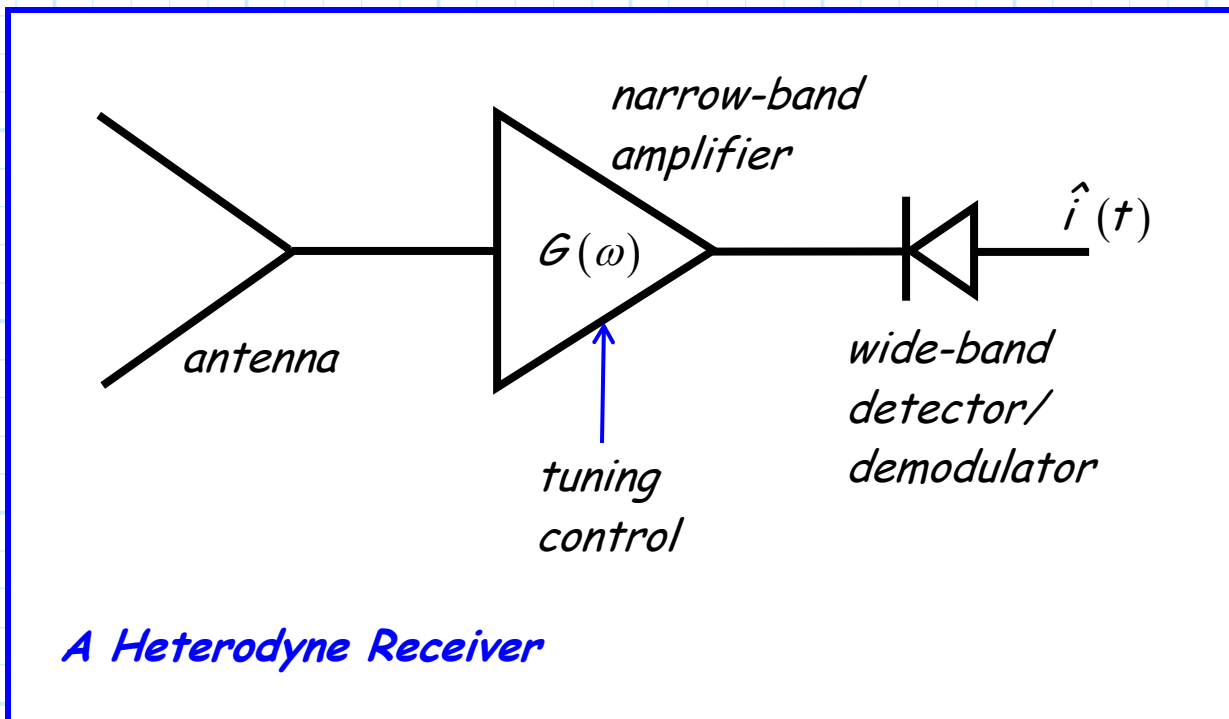 narrow-band
amplifier
î (t)
G(ω)
antenna
wide-band
detector/
demodulator
tuning
control
A Heterodyne Receiver